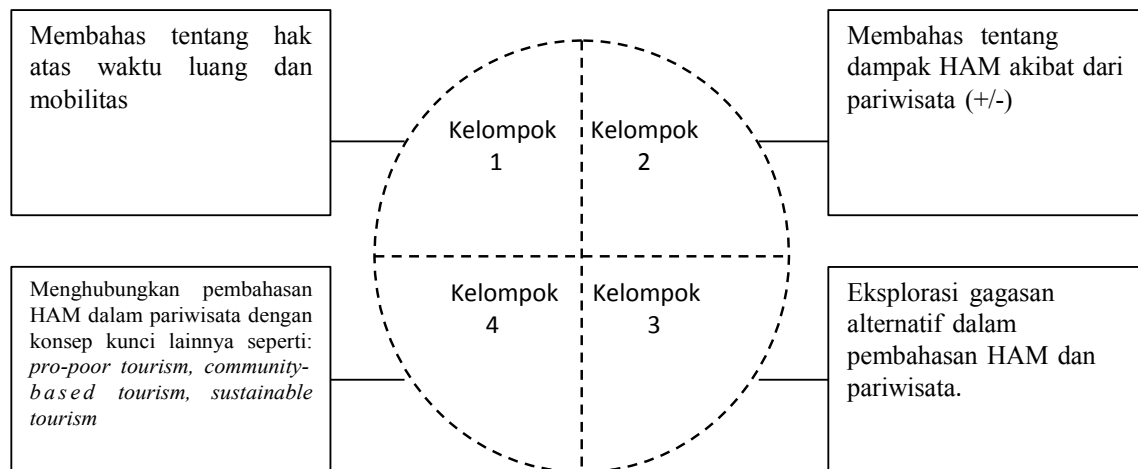 Membahas tentang hak
atas waktu luang dan
mobilitas
Membahas tentang
dampak HAM akibat dari
pariwisata (+/-)
Kelompok
1
Kelompok
2
Menghubungkan pembahasan
HAM dalam pariwisata dengan
konsep kunci lainnya seperti:
pro-poor tourism, community-
based tourism, sustainable
tourism
Kelompok
4
Kelompok
3
Eksplorasi gagasan
alternatif dalam
pembahasan HAM dan
pariwisata.